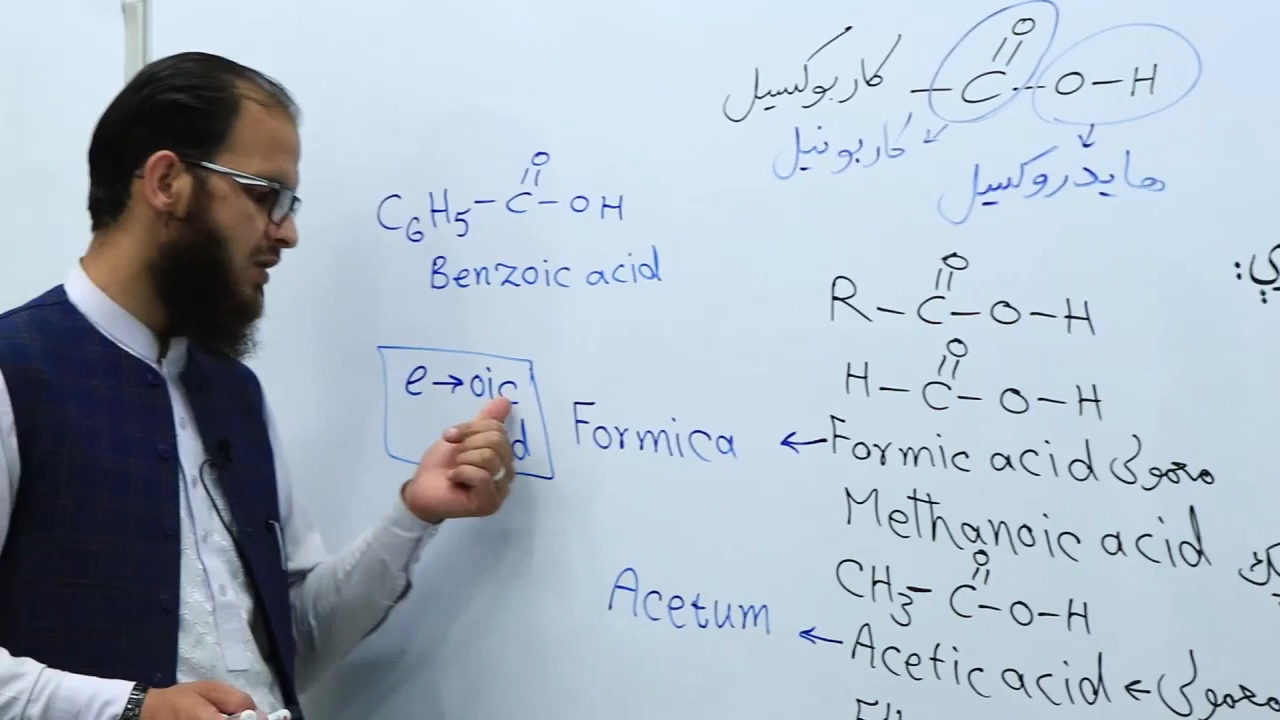 کاربوکسیل –C(=O)–O–H
کاربونیل
هایدروکسیل
C₆H₅–C(=O)–OH
Benzoic acid
R–C(=O)–O–H
H–C(=O)–O–H
e→oic
Formica ←Formic acid معمولی
Methanoic acid
CH₃–C(=O)–O–H
Acetum ←Acetic acid ← معمولی